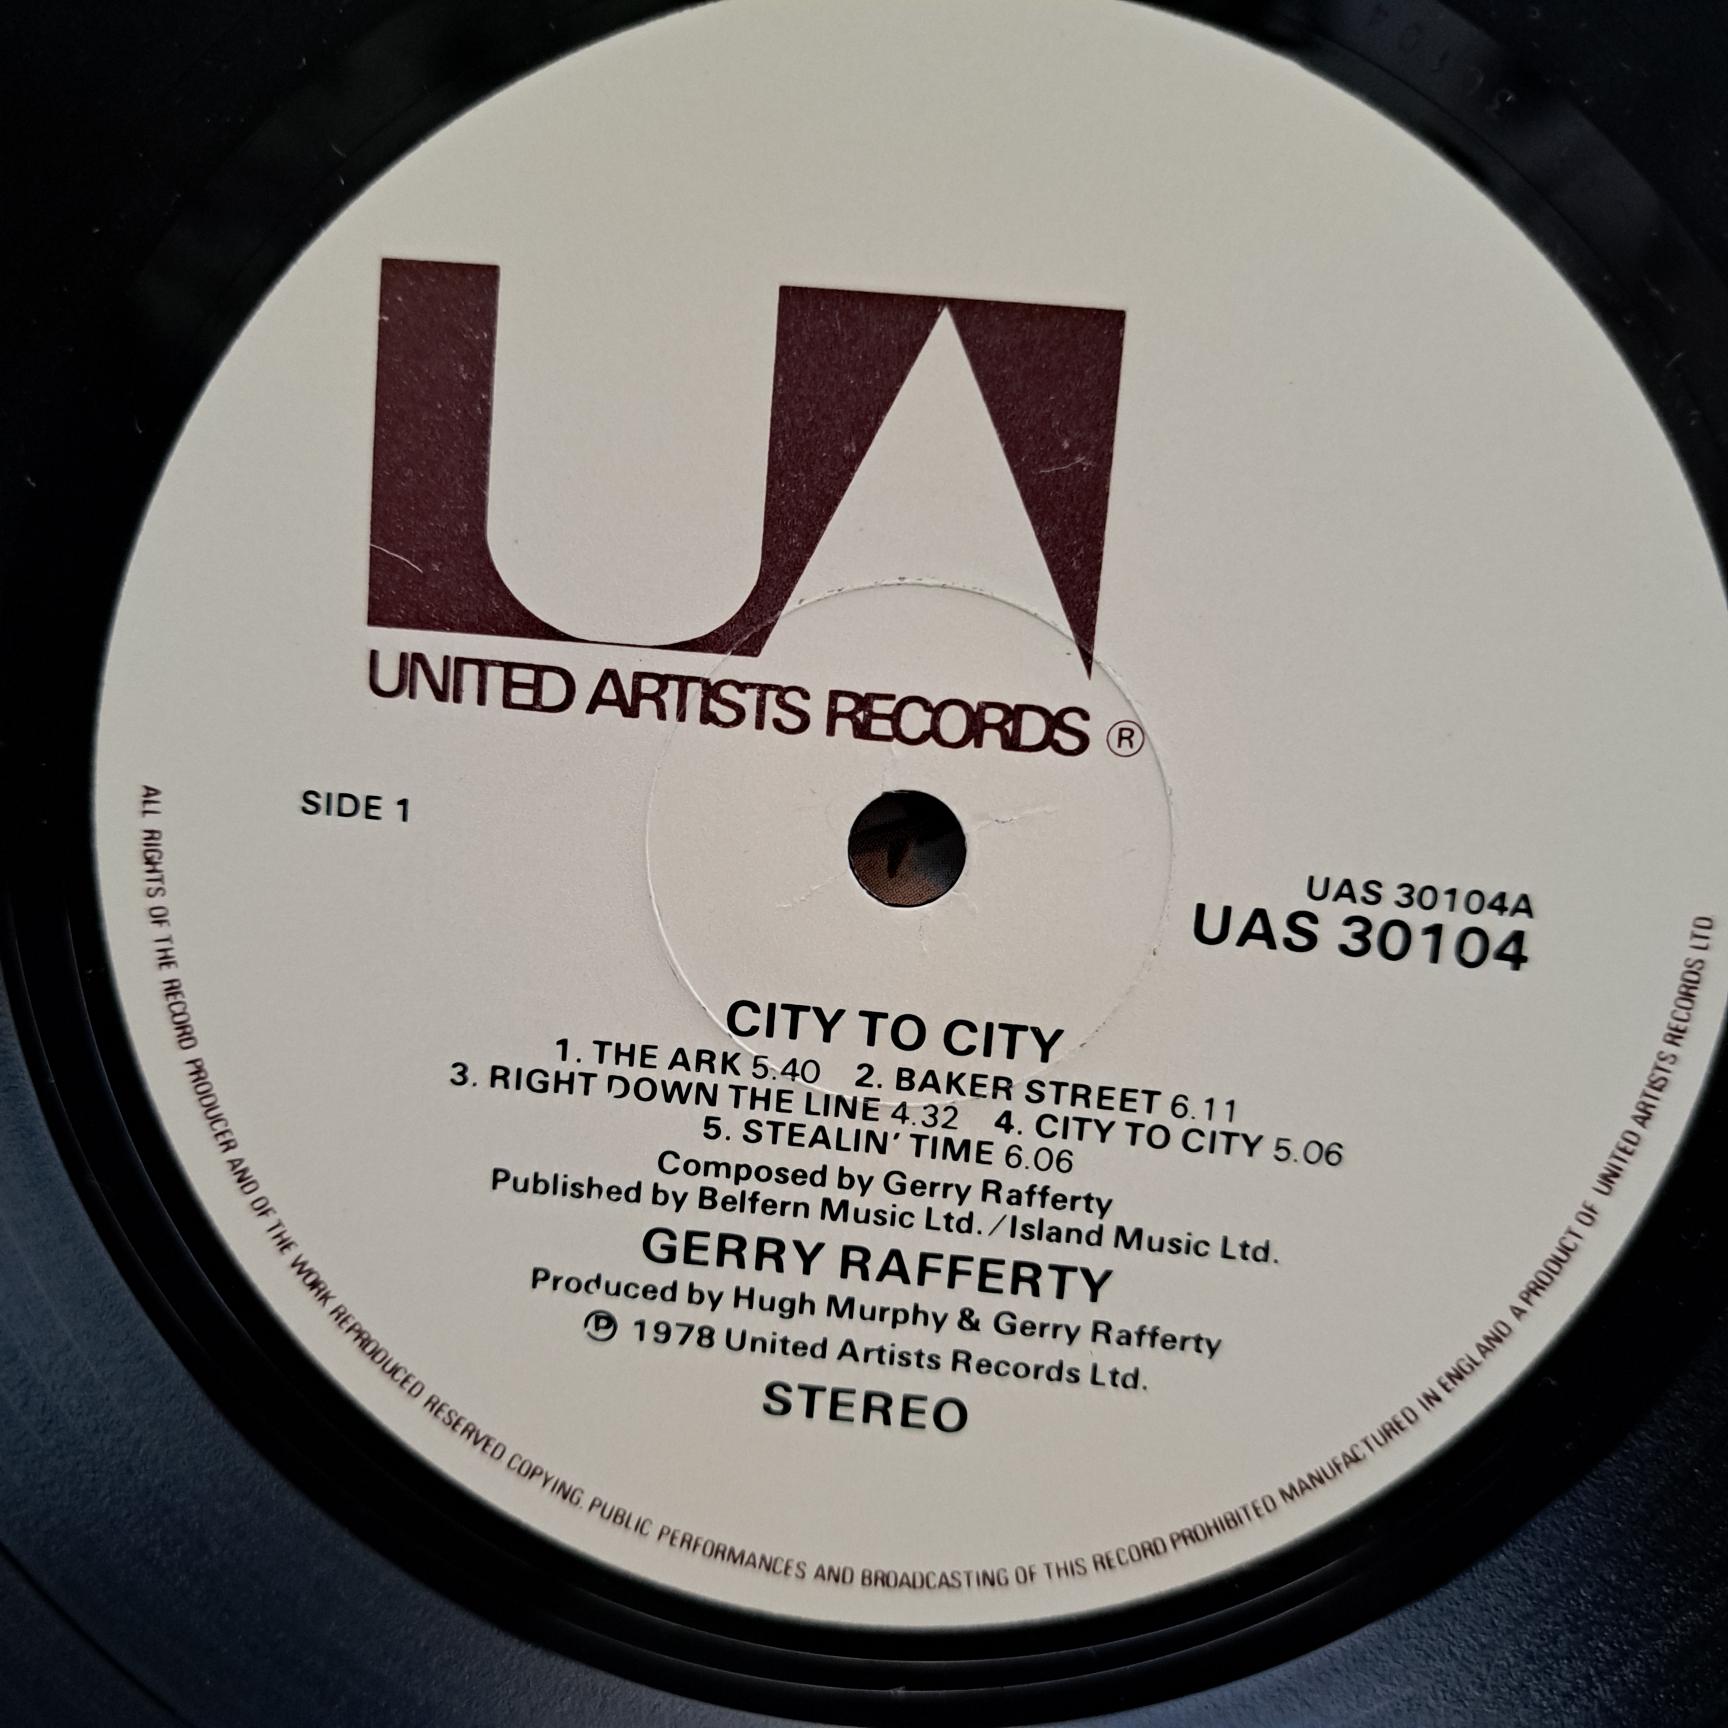 UA
UNITED ARTISTS RECORDS ®
SIDE 1
UAS 30104A
UAS 30104
CITY TO CITY
1. THE ARK 5.40 2. BAKER STREET 6.11
3. RIGHT DOWN THE LINE 4.32 4. CITY TO CITY 5.06
5. STEALIN' TIME 6.06
Composed by Gerry Rafferty
Published by Belfern Music Ltd./Island Music Ltd.
GERRY RAFFERTY
Produced by Hugh Murphy & Gerry Rafferty
℗ 1978 United Artists Records Ltd.
STEREO
ALL RIGHTS OF THE RECORD PRODUCER AND OF THE WORK REPRODUCED RESERVED COPYING. PUBLIC PERFORMANCES AND BROADCASTING OF THIS RECORD PROHIBITED MANUFACTURED IN ENGLAND A PRODUCT OF UNITED ARTISTS RECORDS LTD